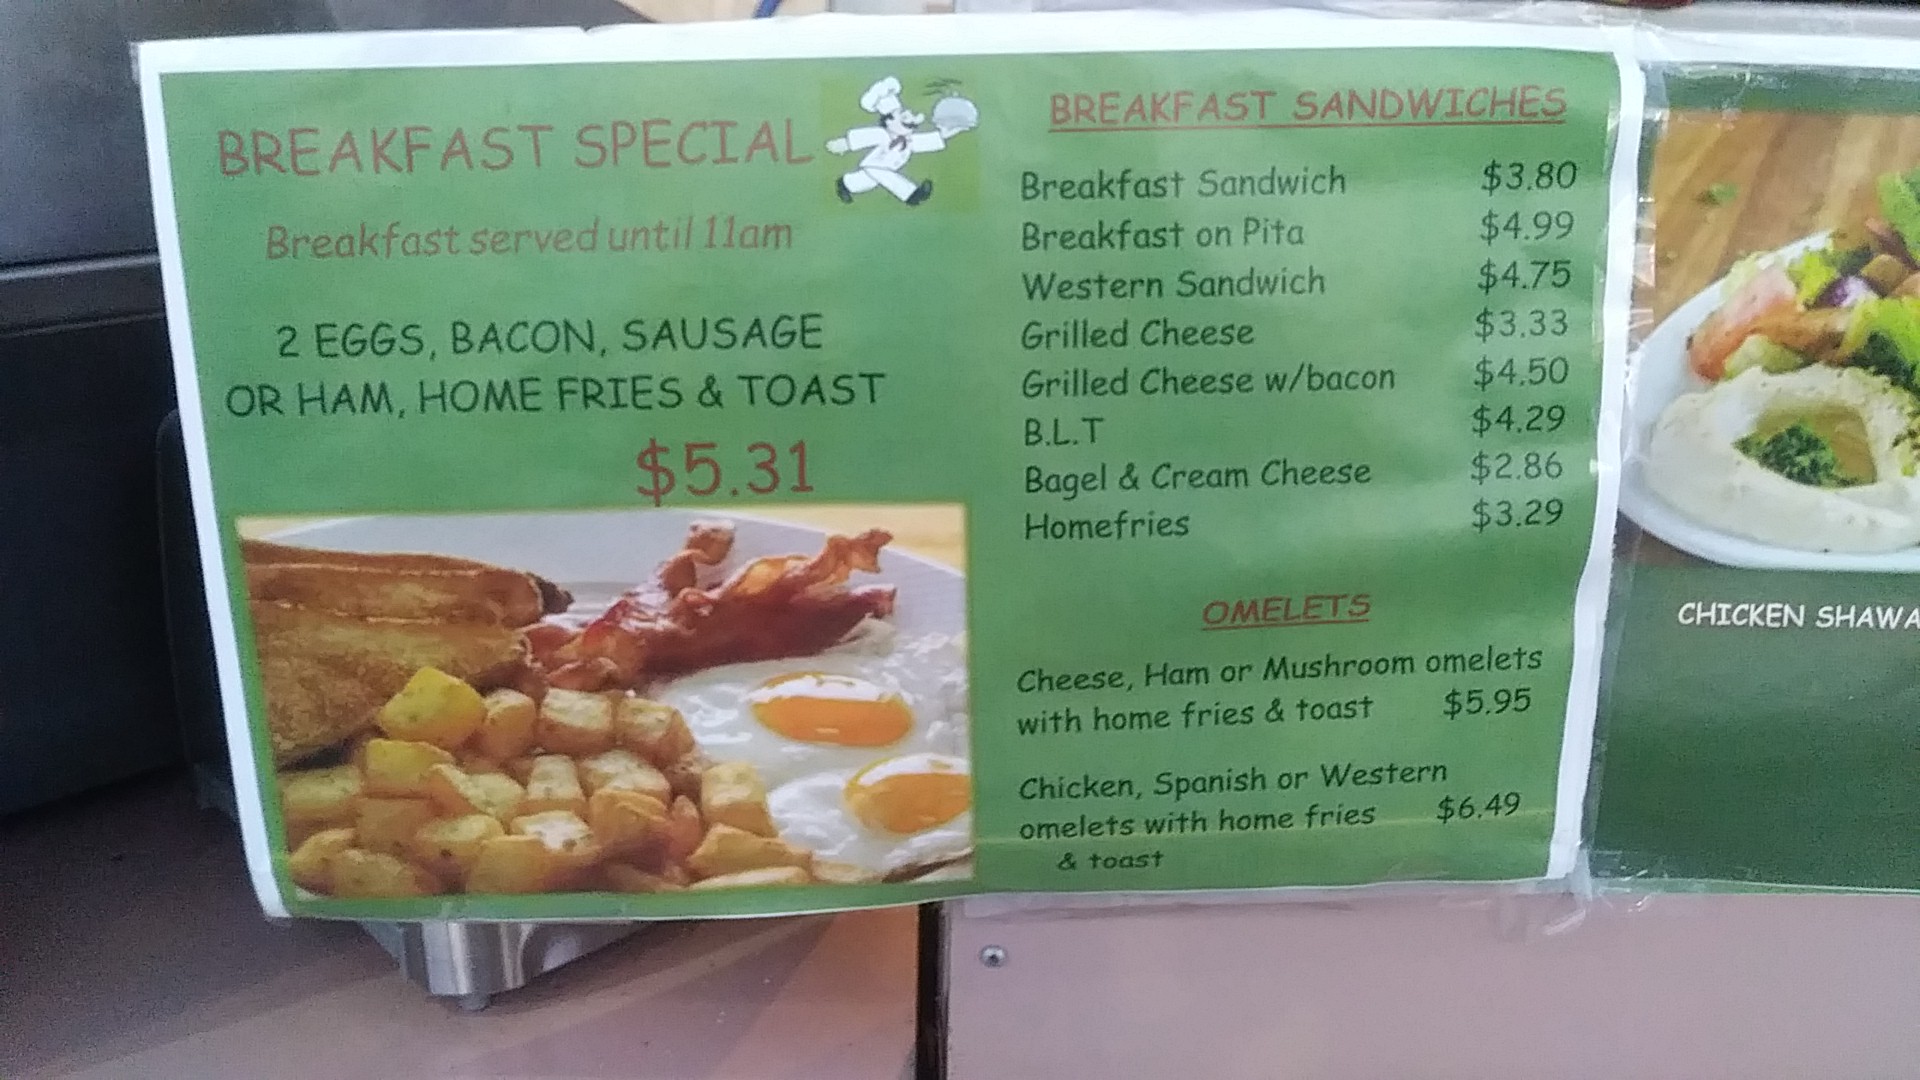 BREAKFAST SPECIAL
Breakfast served until 11am
2 EGGS, BACON, SAUSAGE
OR HAM, HOME FRIES & TOAST
$5.31
BREAKFAST SANDWICHES
Breakfast Sandwich $3.80
Breakfast on Pita $4.99
Western Sandwich $4.75
Grilled Cheese $3.33
Grilled Cheese w/bacon $4.50
B.L.T $4.29
Bagel & Cream Cheese $2.86
Homefries $3.29
OMELETS
Cheese, Ham or Mushroom omelets
with home fries & toast $5.95
Chicken, Spanish or Western
omelets with home fries $6.49
& toast
CHICKEN SHAWA